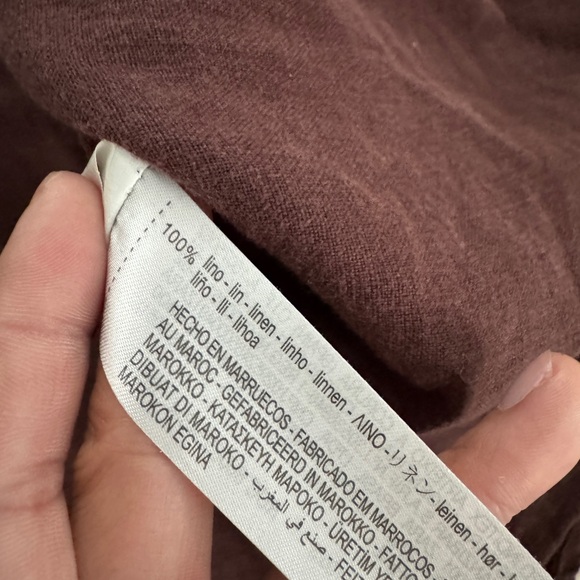 100% lino - lin - linen - linho - linnen - ΛΙΝΟ - リネン - leinen - hør -
liño - lli - lihoa
HECHO EN MARRUECOS - FABRICADO EM MARROCOS
AU MAROC - GEFABRICEERD IN MAROKKO - FATTO
MAROKKO - ΚΑΤΑΣΚΕΥΗ ΜΑΡΟΚΟ - ÜRETIM
DIBUAT DI MAROKO - صنع في المغرب -
MAROKON EGINA